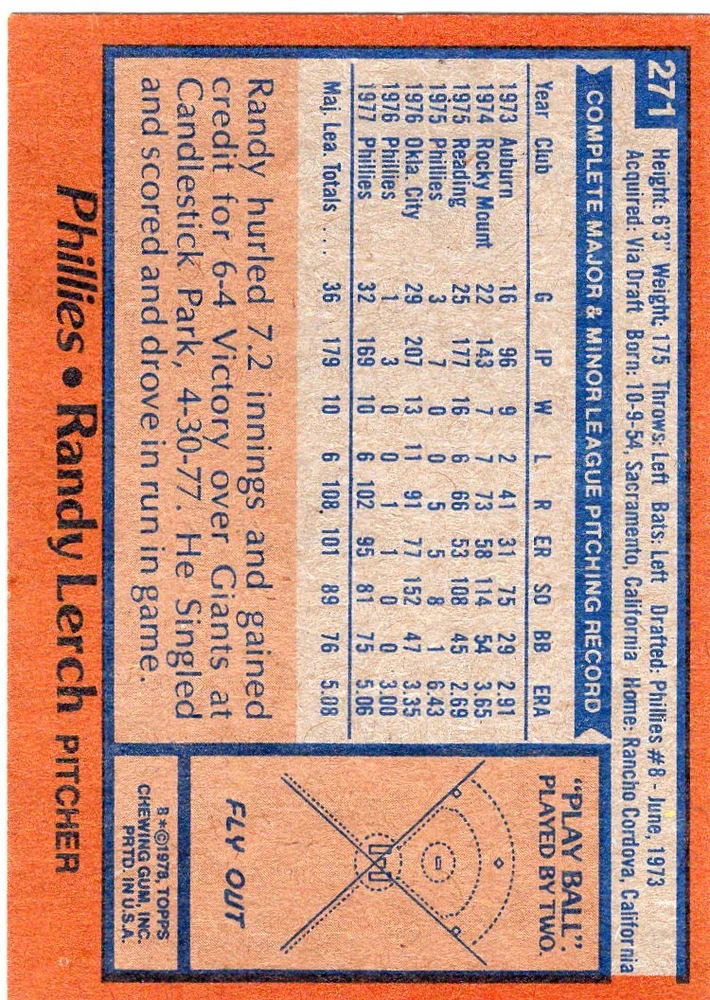 271
Height: 6'3" Weight: 175 Throws: Left Bats: Left Drafted: Phillies #8 - June, 1973
Acquired: Via Draft Born: 10-9-54, Sacramento, California Home: Rancho Cordova, California
COMPLETE MAJOR & MINOR LEAGUE PITCHING RECORD
Year Club G IP W L R ER SO BB ERA
1973 Auburn 16 96 9 2 41 31 75 29 2.91
1974 Rocky Mount 22 143 7 7 73 58 114 54 3.65
1975 Reading 25 177 16 6 66 53 108 45 2.69
1975 Phillies 3 7 0 0 5 5 8 1 6.43
1976 Okla. City 29 207 13 11 91 77 152 47 3.35
1976 Phillies 1 3 0 0 1 1 0 0 3.00
1977 Phillies 32 169 10 6 102 95 81 75 5.06
Maj. Lea. Totals .... 36 179 10 6 108 101 89 76 5.08
Randy hurled 7.2 innings and gained
credit for 6-4 Victory over Giants at
Candlestick Park, 4-30-77. He Singled
and scored and drove in run in game.
"PLAY BALL".
PLAYED BY TWO.
FLY OUT
8*©1978, TOPPS
CHEWING GUM, INC.
PRTD. IN U.S.A.
Phillies • Randy Lerch PITCHER